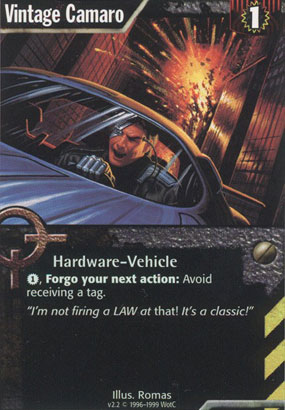 Vintage Camaro
1
Hardware-Vehicle
1, Forgo your next action: Avoid
receiving a tag.
"I'm not firing a LAW at that! It's a classic!"
Illus. Romas
v2.2 © 1996-1999 WotC